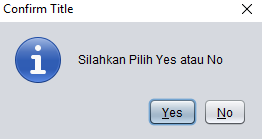 Confirm Title
Silahkan Pilih Yes atau No
Yes
No